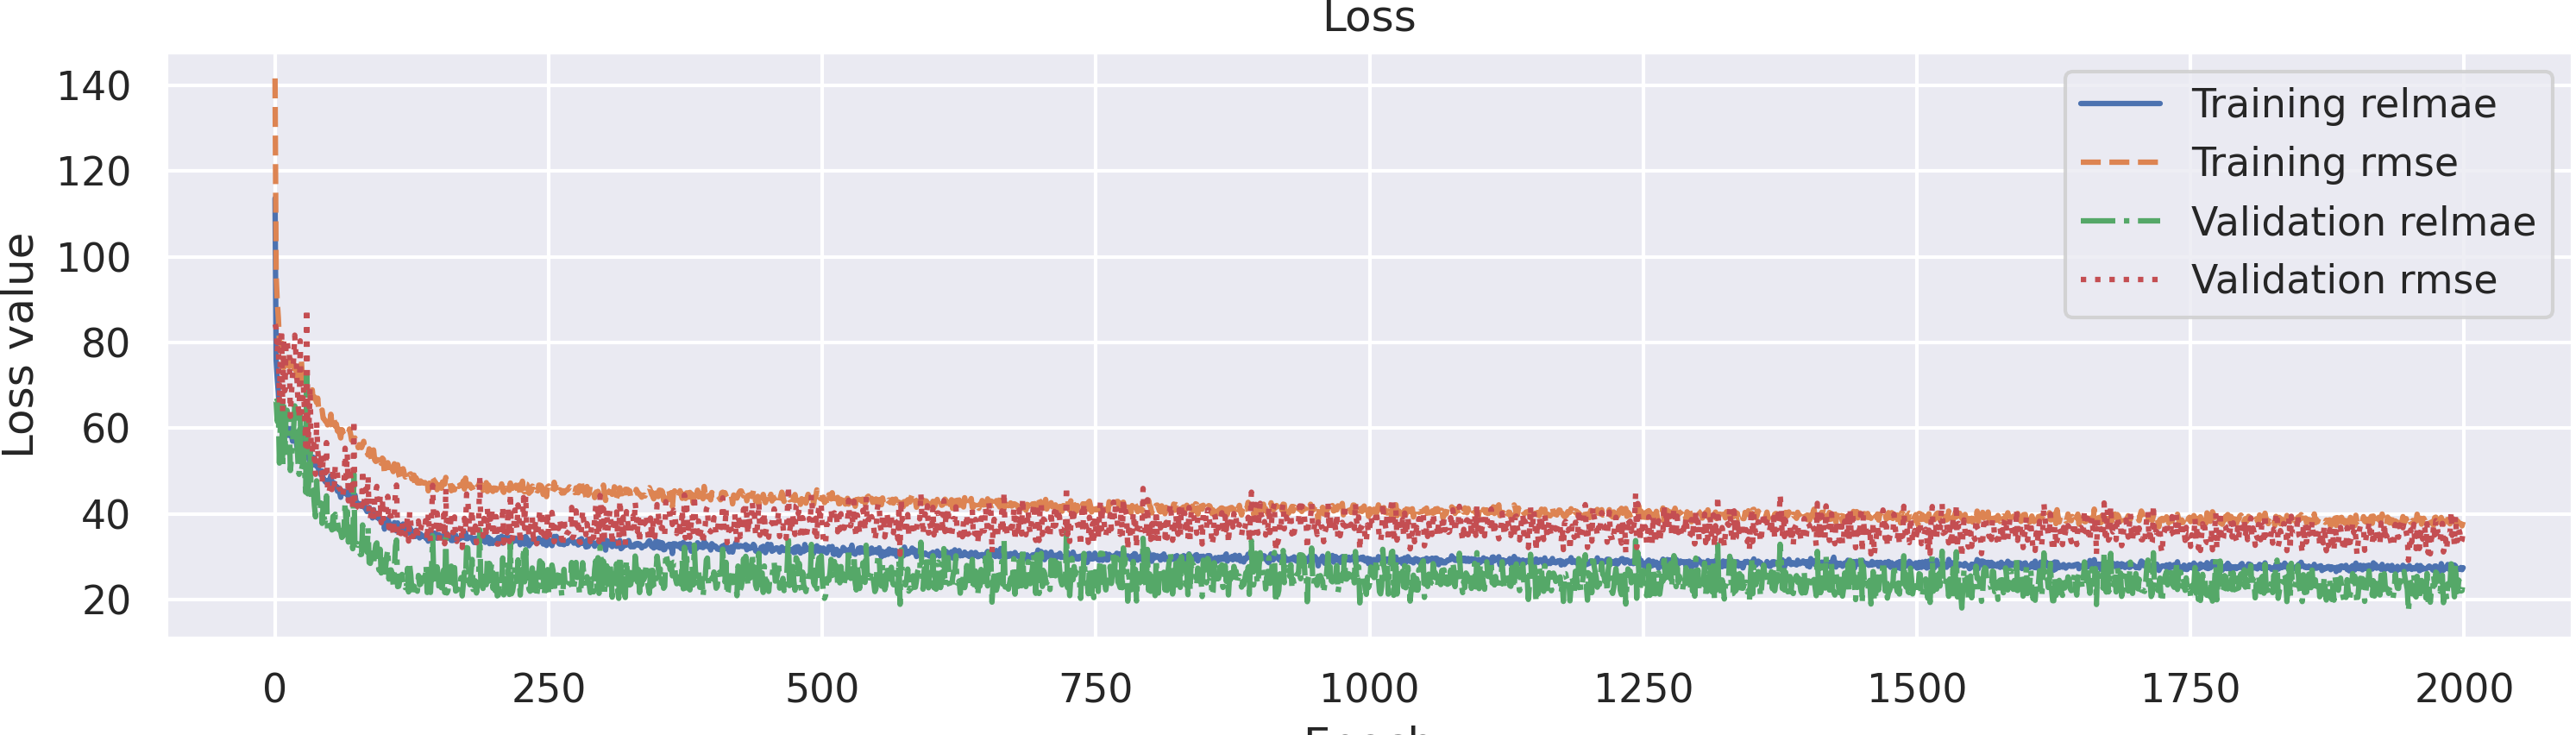 Loss
Loss value
140
120
100
80
60
40
20
Training relmae
Training rmse
Validation relmae
Validation rmse
0 250 500 750 1000 1250 1500 1750 2000